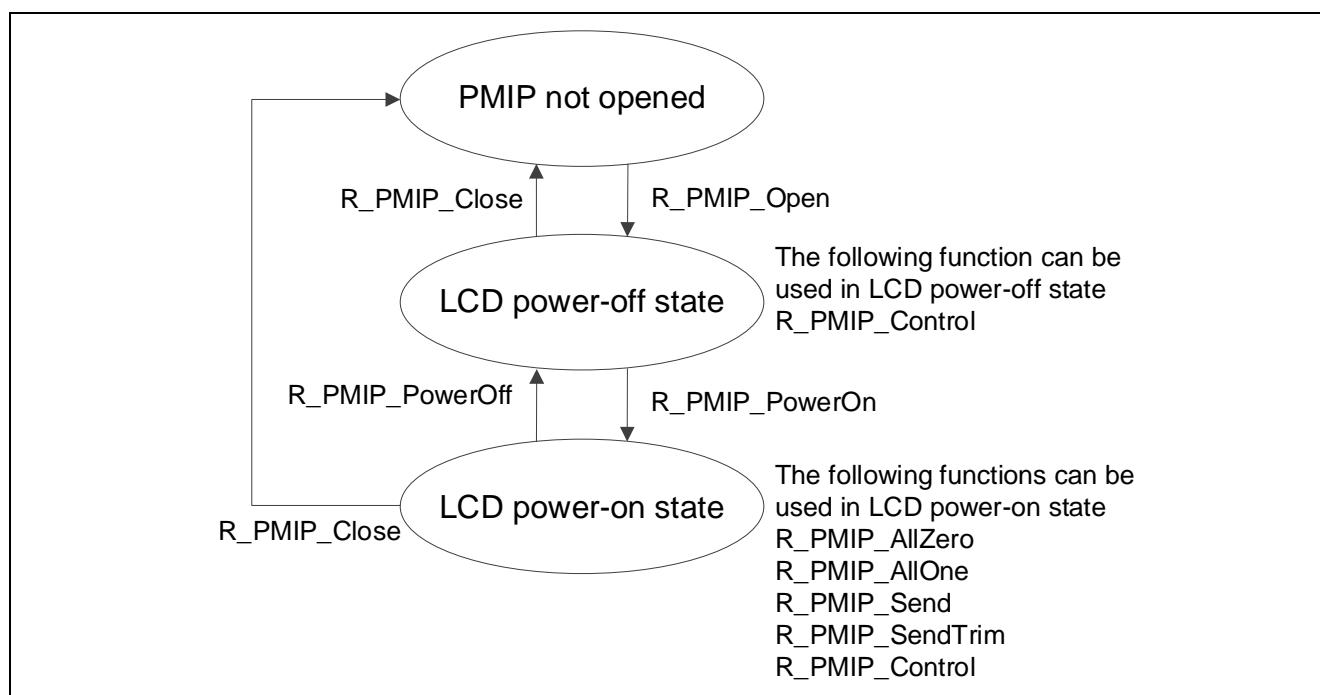 PMIP not opened
R_PMIP_Close
R_PMIP_Open
LCD power-off state
The following function can be
used in LCD power-off state
R_PMIP_Control
R_PMIP_PowerOff
R_PMIP_PowerOn
LCD power-on state
R_PMIP_Close
The following functions can be
used in LCD power-on state
R_PMIP_AllZero
R_PMIP_AllOne
R_PMIP_Send
R_PMIP_SendTrim
R_PMIP_Control